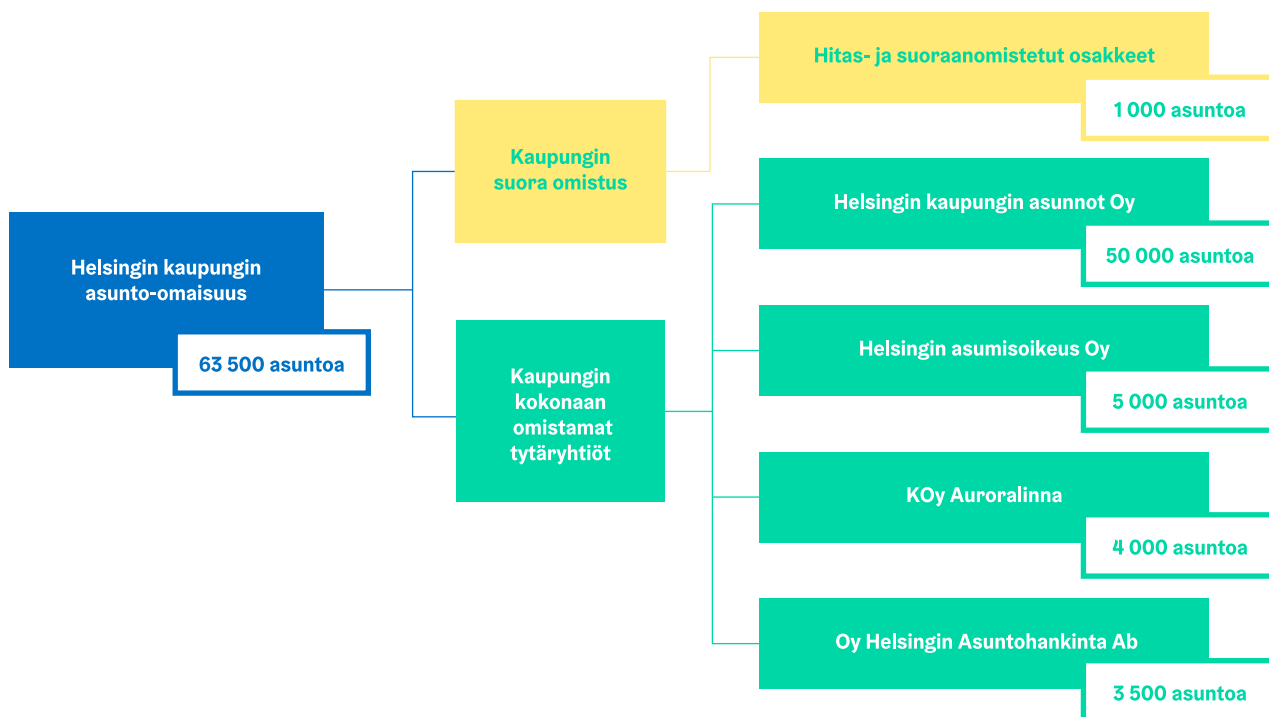 Helsingin kaupungin
asunto-omaisuus
63 500 asuntoa
Kaupungin
suora omistus
Hitas- ja suoraanomistetut osakkeet
1 000 asuntoa
Kaupungin
kokonaan
omistamat
tytäryhtiöt
Helsingin kaupungin asunnot Oy
50 000 asuntoa
Helsingin asumisoikeus Oy
5 000 asuntoa
KOy Auroralinna
4 000 asuntoa
Oy Helsingin Asuntohankinta Ab
3 500 asuntoa